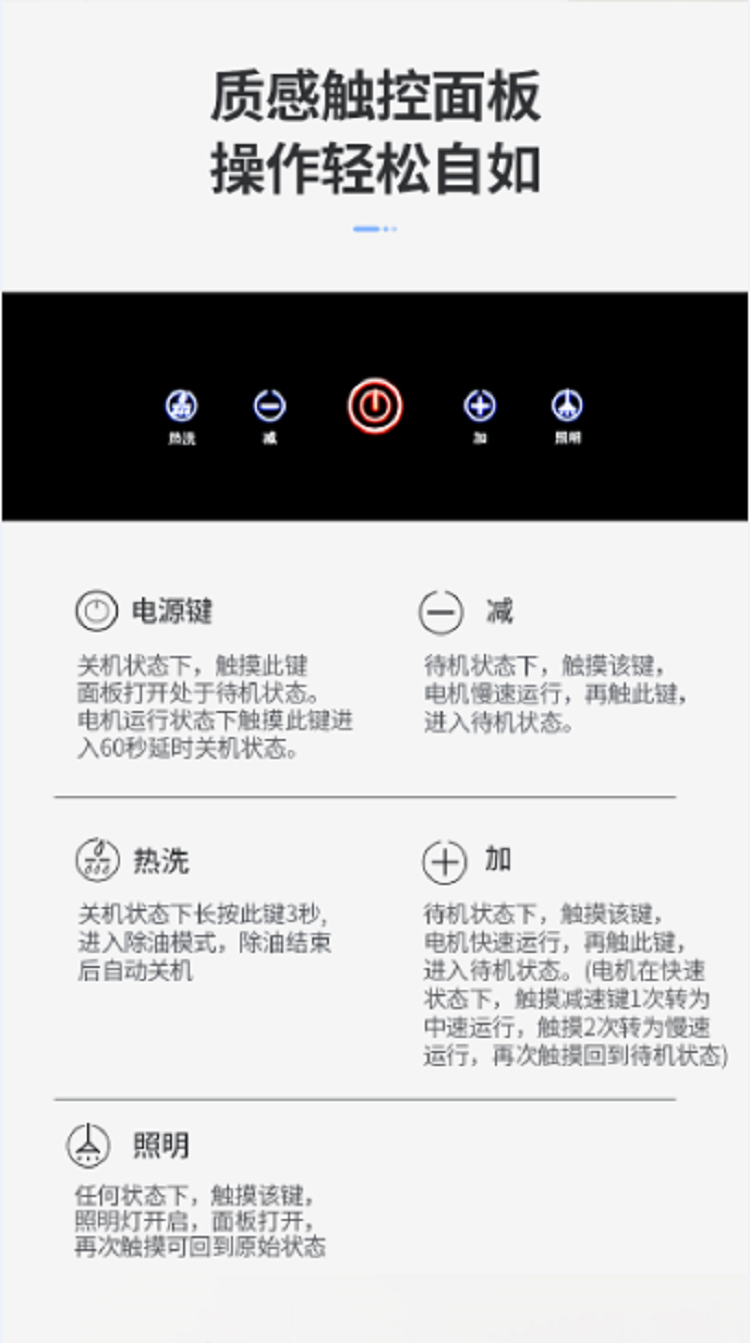 质感触控面板
操作轻松自如
热洗
减
加
照明
电源键
关机状态下，触摸此键
面板打开处于待机状态。
电机运行状态下触摸此键进
入60秒延时关机状态。
减
待机状态下，触摸该键，
电机慢速运行，再触此键，
进入待机状态。
热洗
关机状态下长按此键3秒，
进入除油模式，除油结束
后自动关机
加
待机状态下，触摸该键，
电机快速运行，再触此键，
进入待机状态。(电机在快速
状态下，触摸减速键1次转为
中速运行，触摸2次转为慢速
运行，再次触摸回到待机状态)
照明
任何状态下，触摸该键，
照明灯开启，面板打开，
再次触摸可回到原始状态